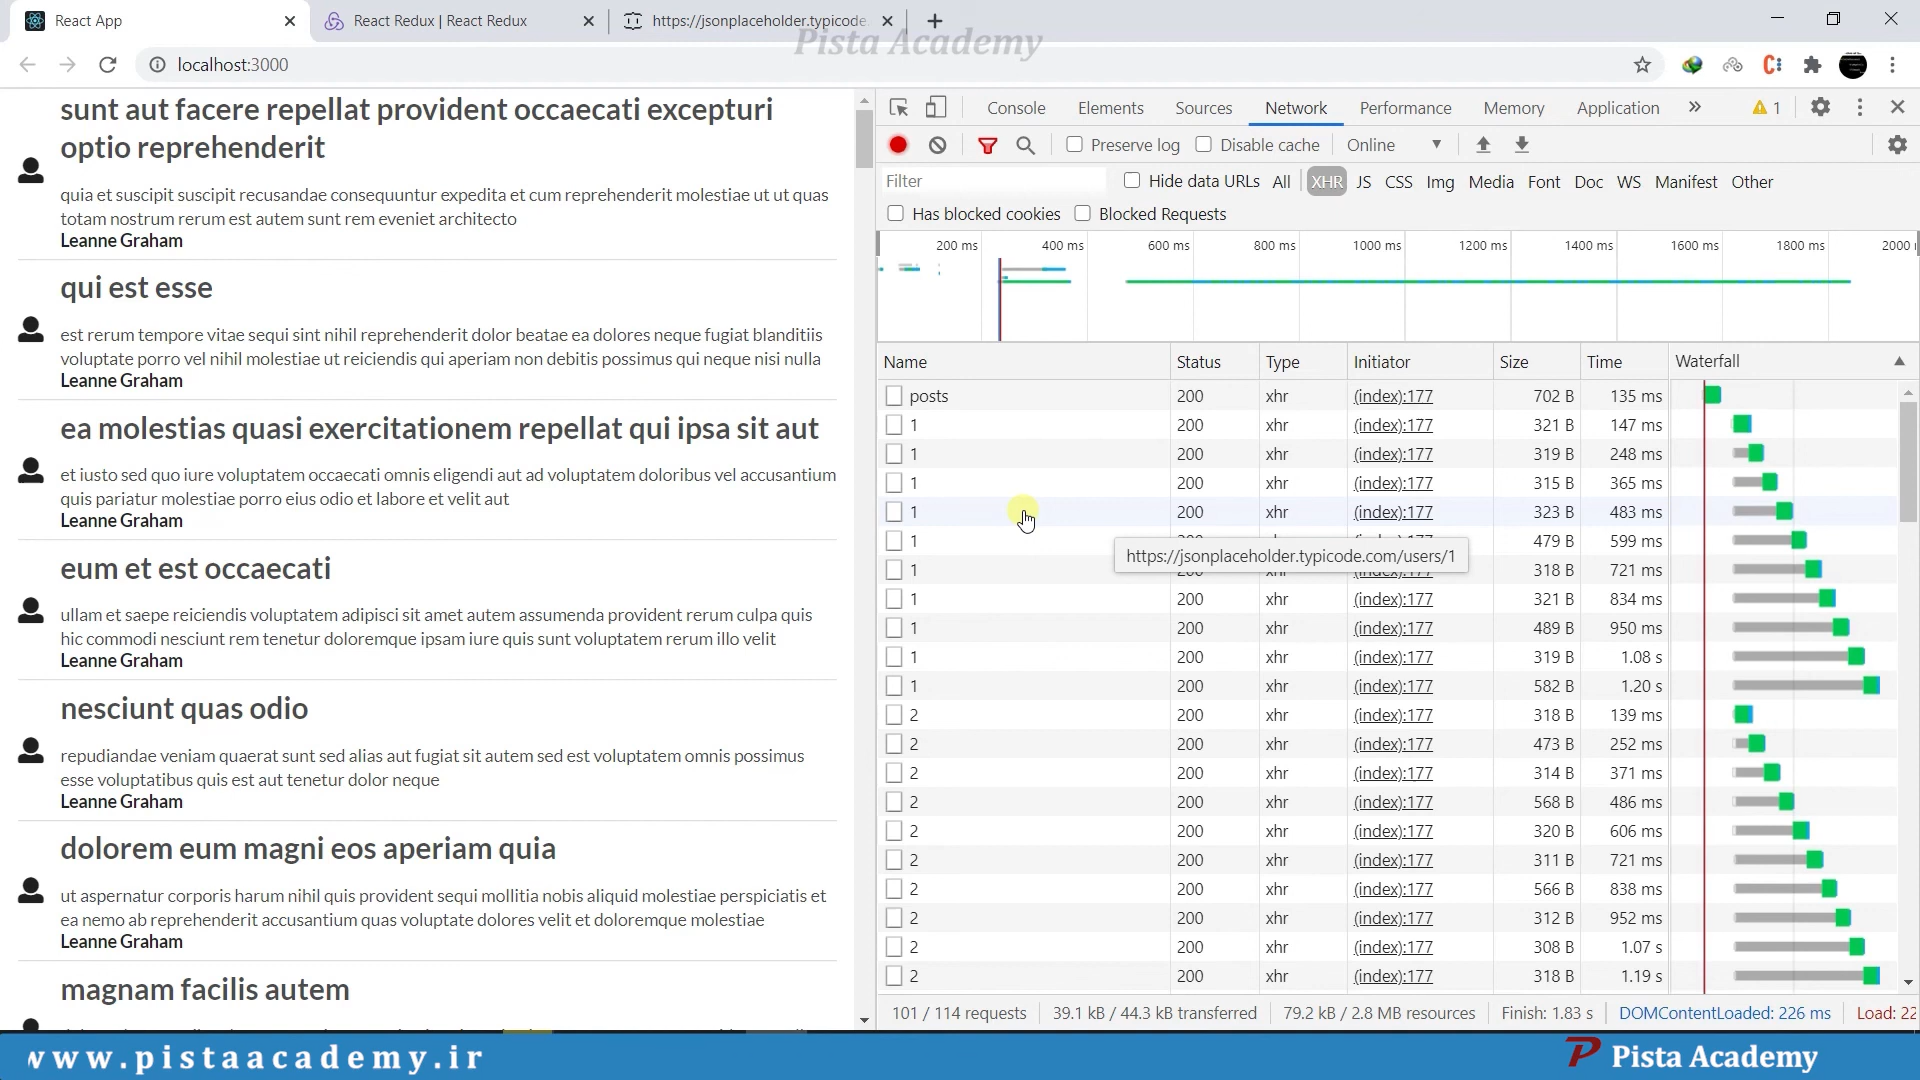 React App
React Redux | React Redux
https://jsonplaceholder.typicode.
Pista Academy
localhost:3000
sunt aut facere repellat provident occaecati excepturi
optio reprehenderit
quia et suscipit suscipit recusandae consequuntur expedita et cum reprehenderit molestiae ut ut quas
totam nostrum rerum est autem sunt rem eveniet architecto
Leanne Graham
qui est esse
est rerum tempore vitae sequi sint nihil reprehenderit dolor beatae ea dolores neque fugiat blanditiis
voluptate porro vel nihil molestiae ut reiciendis qui aperiam non debitis possimus qui neque nisi nulla
Leanne Graham
ea molestias quasi exercitationem repellat qui ipsa sit aut
et iusto sed quo iure voluptatem occaecati omnis eligendi aut ad voluptatem doloribus vel accusantium
quis pariatur molestiae porro eius odio et labore et velit aut
Leanne Graham
eum et est occaecati
ullam et saepe reiciendis voluptatem adipisci sit amet autem assumenda provident rerum culpa quis
hic commodi nesciunt rem tenetur doloremque ipsam iure quis sunt voluptatem rerum illo velit
Leanne Graham
nesciunt quas odio
repudiandae veniam quaerat sunt sed alias aut fugiat sit autem sed est voluptatem omnis possimus
esse voluptatibus quis est aut tenetur dolor neque
Leanne Graham
dolorem eum magni eos aperiam quia
ut aspernatur corporis harum nihil quis provident sequi mollitia nobis aliquid molestiae perspiciatis et
ea nemo ab reprehenderit accusantium quas voluptate dolores velit et doloremque molestiae
Leanne Graham
magnam facilis autem
Console Elements Sources Network Performance Memory Application » 1
Preserve log Disable cache Online
Filter Hide data URLs All XHR JS CSS Img Media Font Doc WS Manifest Other
Has blocked cookies Blocked Requests
200 ms 400 ms 600 ms 800 ms 1000 ms 1200 ms 1400 ms 1600 ms 1800 ms 2000
Name Status Type Initiator Size Time Waterfall
posts 200 xhr (index):177 702 B 135 ms
1 200 xhr (index):177 321 B 147 ms
1 200 xhr (index):177 319 B 248 ms
1 200 xhr (index):177 315 B 365 ms
1 200 xhr (index):177 323 B 483 ms
1 479 B 599 ms
https://jsonplaceholder.typicode.com/users/1
1 318 B 721 ms
1 200 xhr (index):177 321 B 834 ms
1 200 xhr (index):177 489 B 950 ms
1 200 xhr (index):177 319 B 1.08 s
1 200 xhr (index):177 582 B 1.20 s
2 200 xhr (index):177 318 B 139 ms
2 200 xhr (index):177 473 B 252 ms
2 200 xhr (index):177 314 B 371 ms
2 200 xhr (index):177 568 B 486 ms
2 200 xhr (index):177 320 B 606 ms
2 200 xhr (index):177 311 B 721 ms
2 200 xhr (index):177 566 B 838 ms
2 200 xhr (index):177 312 B 952 ms
2 200 xhr (index):177 308 B 1.07 s
2 200 xhr (index):177 318 B 1.19 s
101 / 114 requests 39.1 kB / 44.3 kB transferred 79.2 kB / 2.8 MB resources Finish: 1.83 s DOMContentLoaded: 226 ms Load: 22
www.pistaacademy.ir
Pista Academy